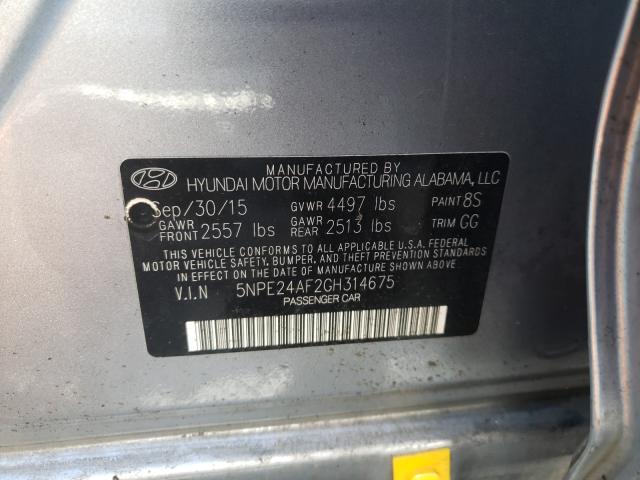 MANUFACTURED BY
HYUNDAI MOTOR MANUFACTURING ALABAMA, LLC
Sep/30/15 GVWR 4497 lbs PAINT 8S
GAWR FRONT 2557 lbs GAWR REAR 2513 lbs TRIM GG
THIS VEHICLE CONFORMS TO ALL APPLICABLE U.S.A. FEDERAL
MOTOR VEHICLE SAFETY, BUMPER, AND THEFT PREVENTION
STANDARDS IN EFFECT ON THE DATE OF MANUFACTURE SHOWN ABOVE.
V.I.N 5NPE24AF2GH314675
PASSENGER CAR